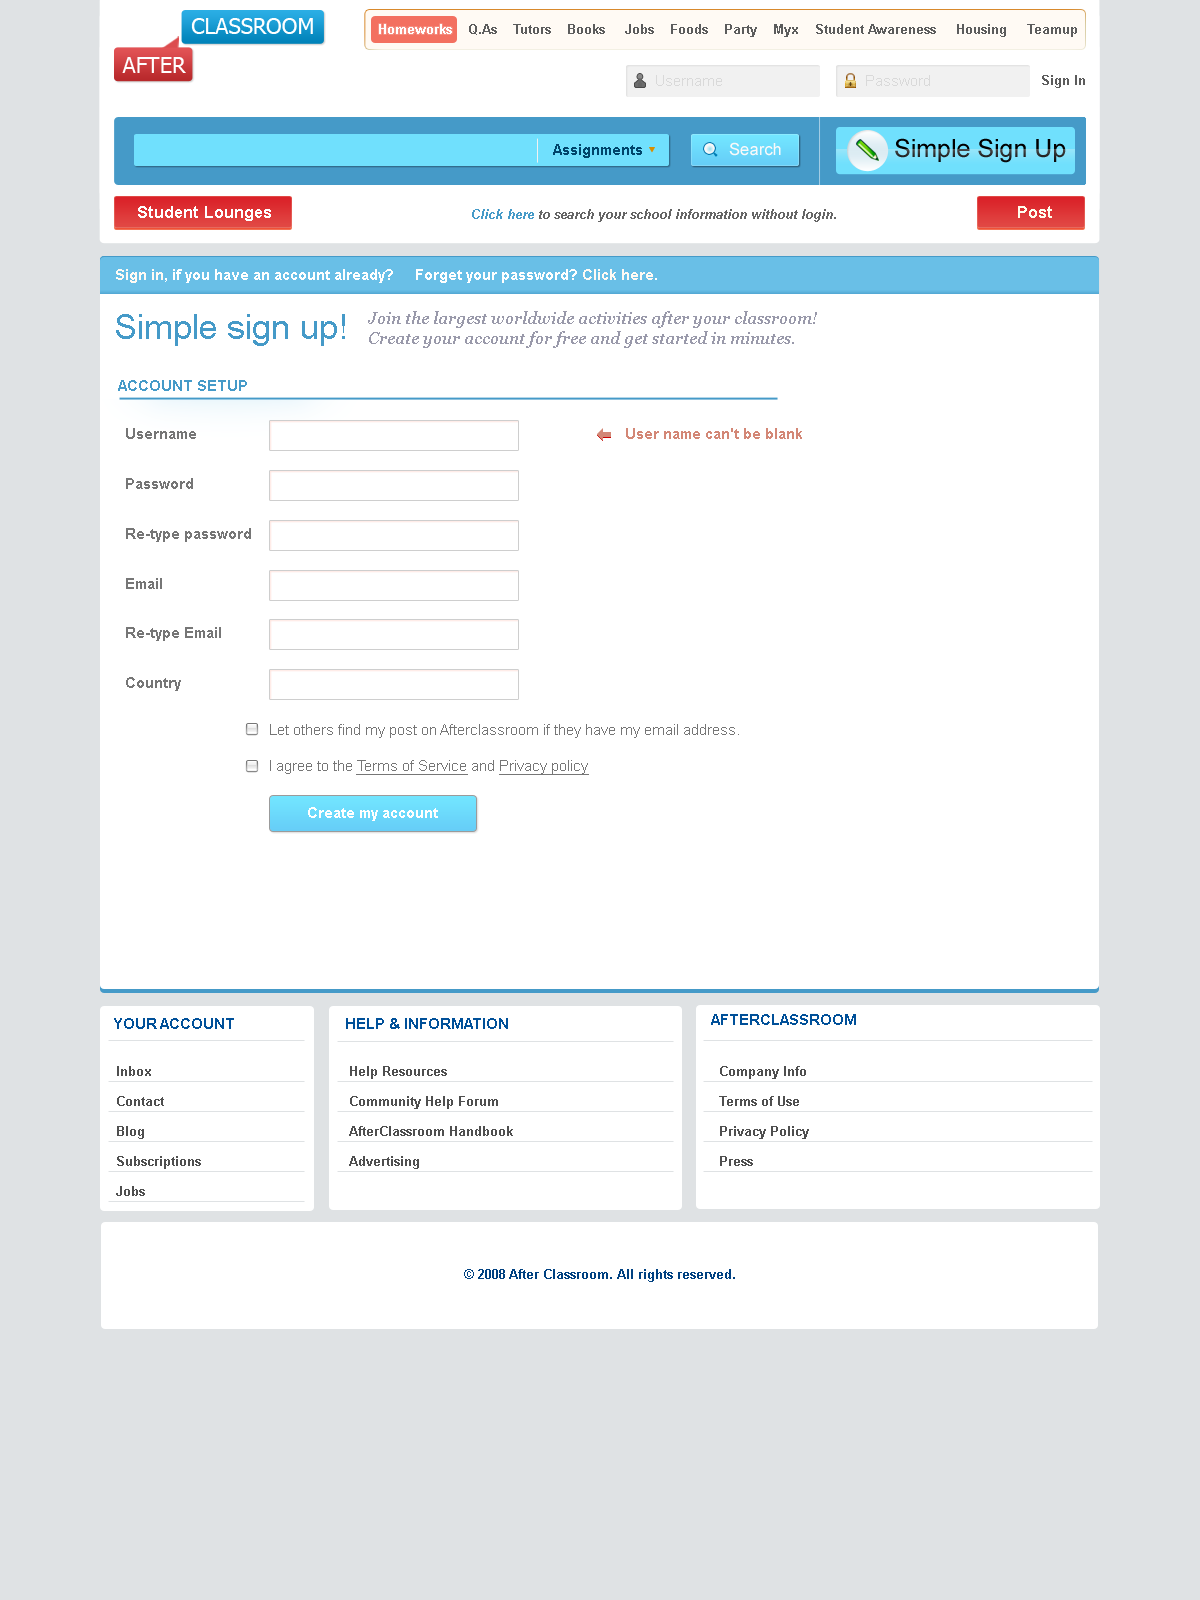 CLASSROOM
AFTER
Homeworks Q.As Tutors Books Jobs Foods Party Myx Student Awareness Housing Teamup
Username Password Sign In
Assignments Search Simple Sign Up
Student Lounges Click here to search your school information without login. Post
Sign in, if you have an account already? Forget your password? Click here.
Simple sign up!
Join the largest worldwide activities after your classroom!
Create your account for free and get started in minutes.
ACCOUNT SETUP
Username User name can't be blank
Password
Re-type password
Email
Re-type Email
Country
Let others find my post on Afterclassroom if they have my email address.
I agree to the Terms of Service and Privacy policy
Create my account
YOUR ACCOUNT
Inbox
Contact
Blog
Subscriptions
Jobs
HELP & INFORMATION
Help Resources
Community Help Forum
AfterClassroom Handbook
Advertising
AFTERCLASSROOM
Company Info
Terms of Use
Privacy Policy
Press
© 2008 After Classroom. All rights reserved.